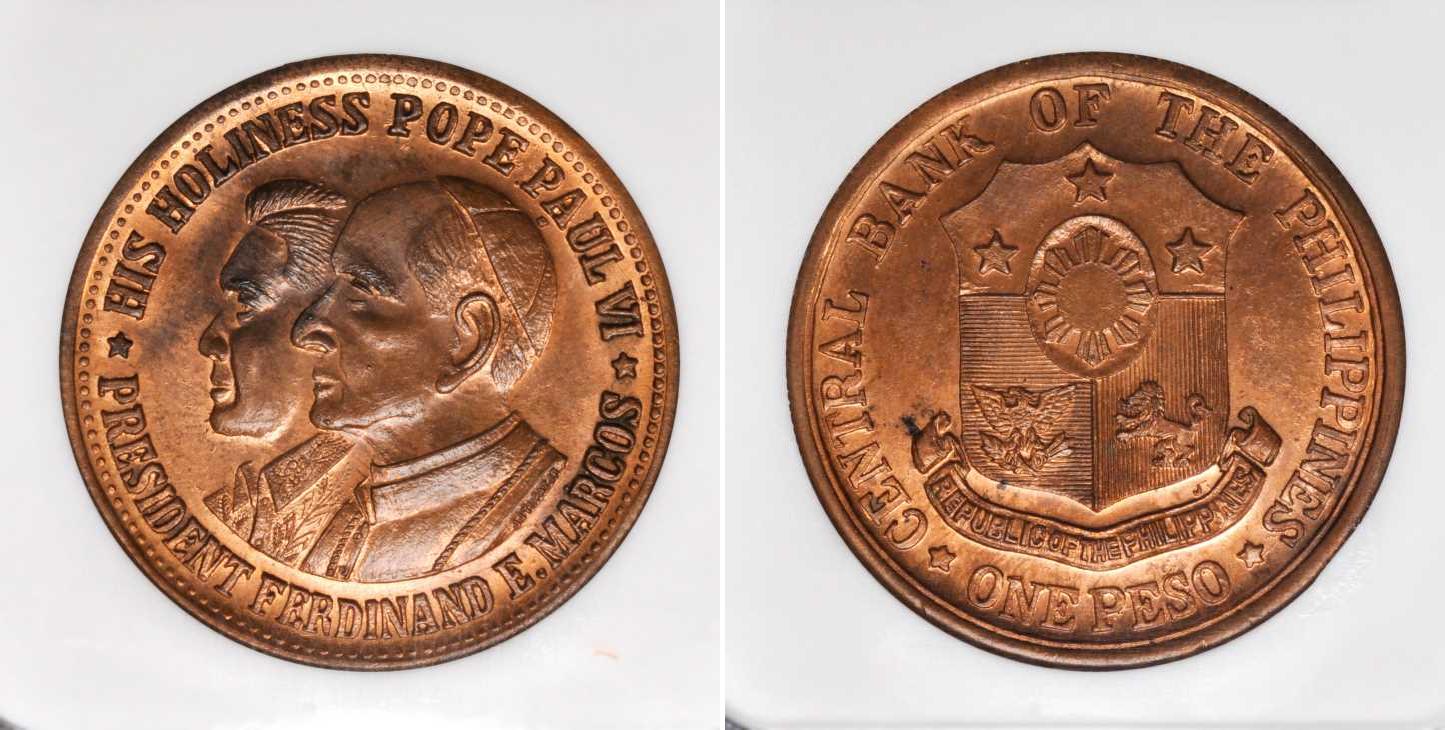 HIS HOLINESS POPE PAUL VI
PRESIDENT FERDINAND E. MARCOS
CENTRAL BANK OF THE PHILIPPINES
REPUBLIC OF THE PHILIPPINES
ONE PESO